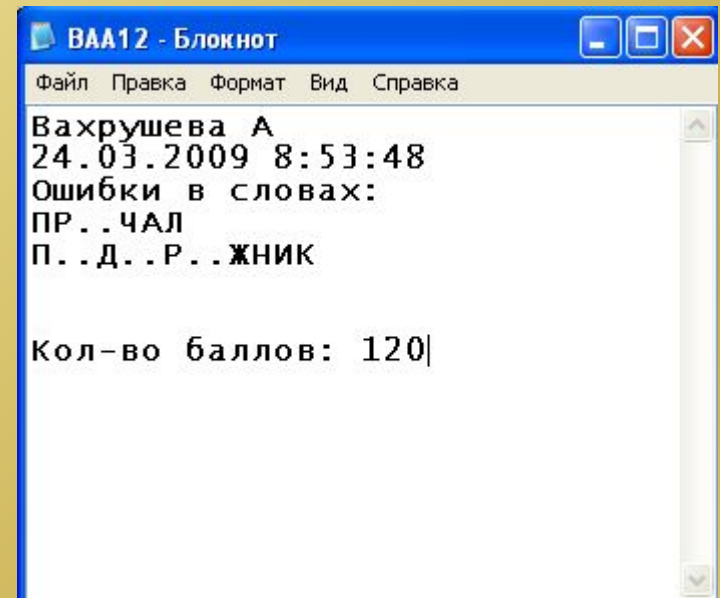 BAA12 - Блокнот
Файл Правка Формат Вид Справка
Вахрушева А
24.03.2009 8:53:48
Ошибки в словах:
ПР..ЧАЛ
П..Д..Р..ЖНИК
Кол-во баллов: 120